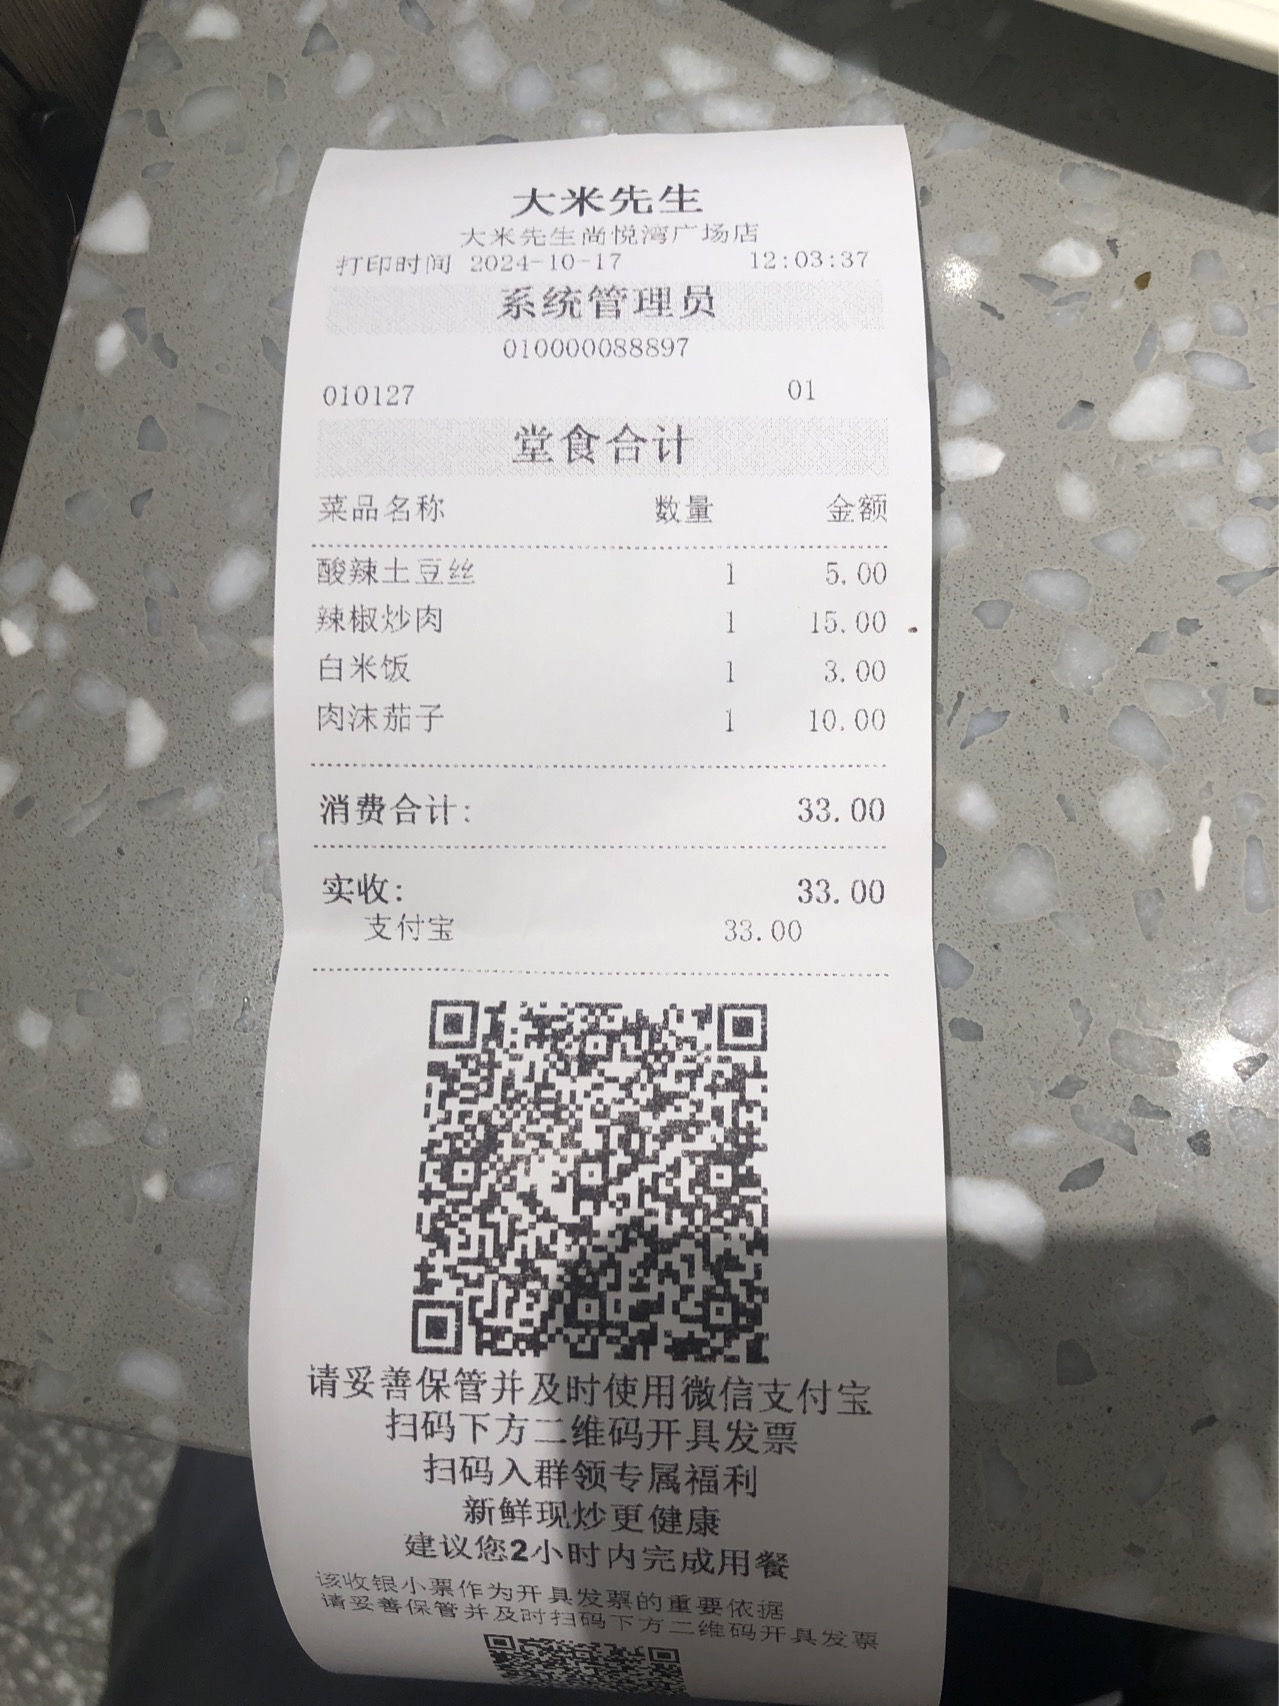 大米先生
大米先生尚悦湾广场店
打印时间 2024-10-17 12:03:37
系统管理员
010000088897
010127 01
堂食合计
菜品名称 数量 金额
酸辣土豆丝 1 5.00
辣椒炒肉 1 15.00
白米饭 1 3.00
肉沫茄子 1 10.00
消费合计: 33.00
实收: 33.00
支付宝 33.00
请妥善保管并及时使用微信支付宝
扫码下方二维码开具发票
扫码入群领专属福利
新鲜现炒更健康
建议您2小时内完成用餐
该收银小票作为开具发票的重要依据
请妥善保管并及时扫码下方二维码开具发票